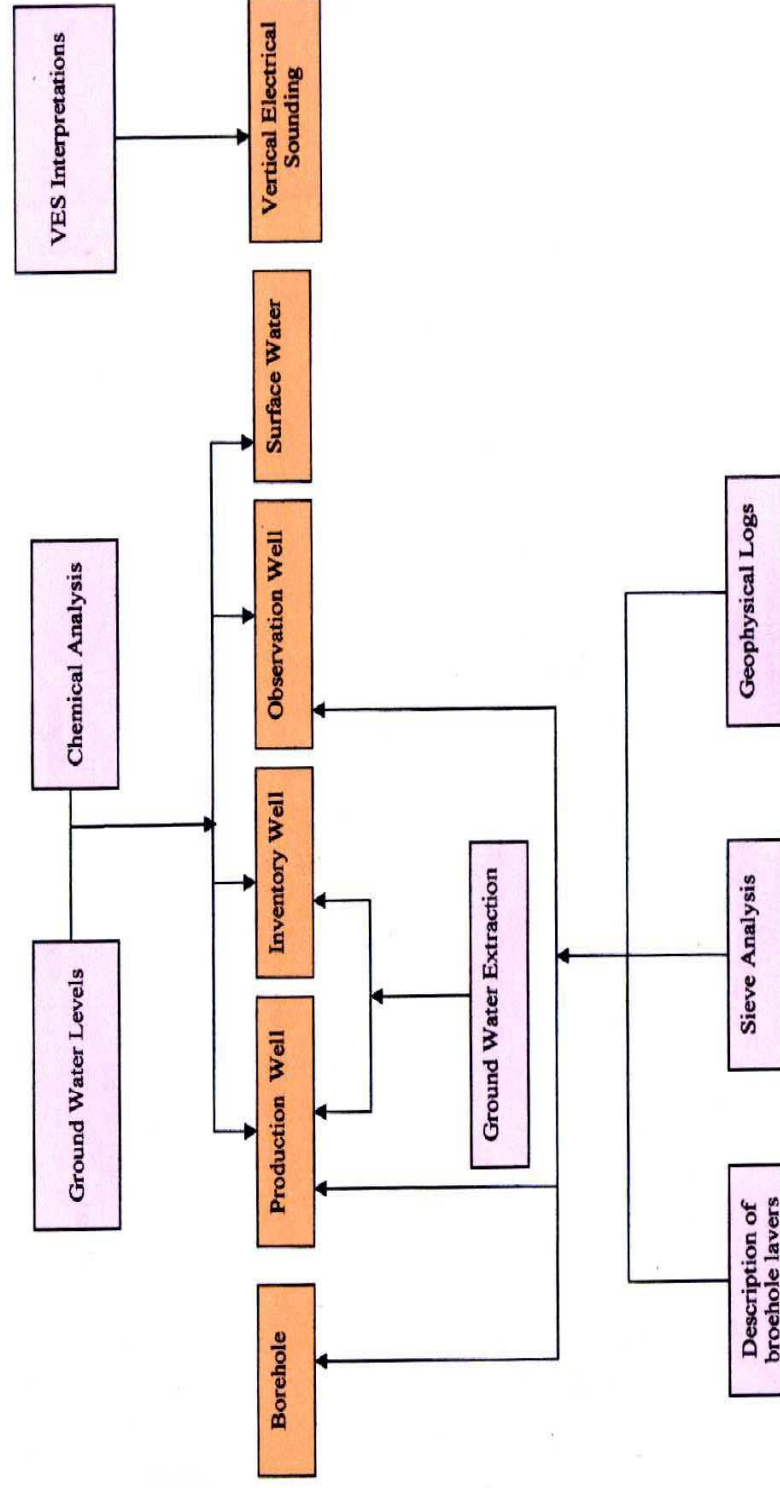 Ground Water Levels
Chemical Analysis
VES Interpretations
Borehole
Production Well
Inventory Well
Observation Well
Surface Water
Vertical Electrical
Sounding
Ground Water Extraction
Description of
broehole layers
Sieve Analysis
Geophysical Logs